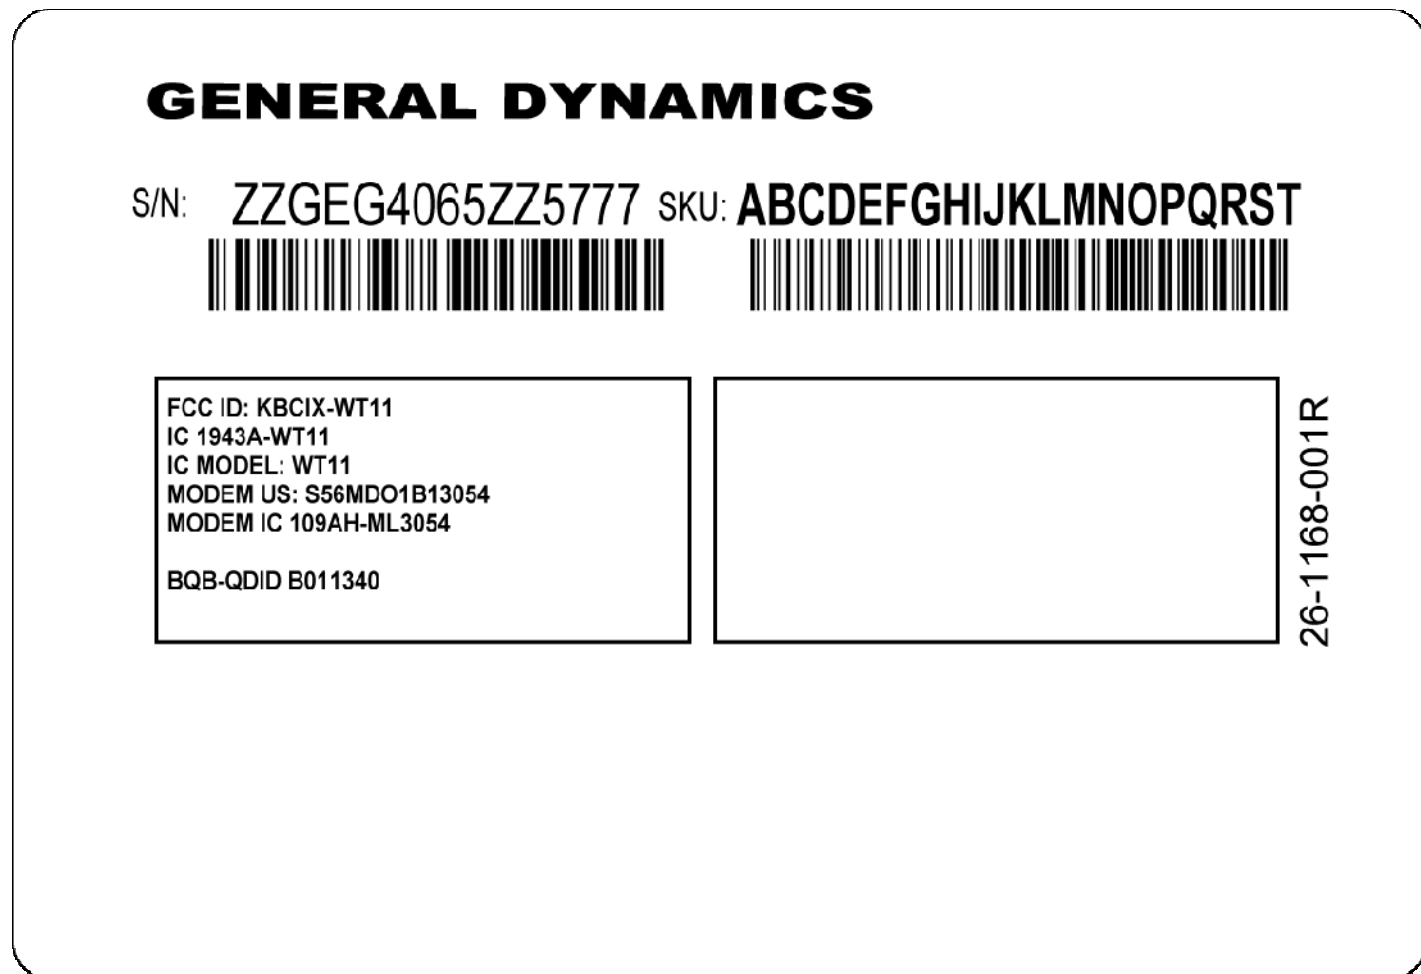 GENERAL DYNAMICS
S/N: ZZGEG4065ZZ5777 SKU: ABCDEFGHIJKLMNOPQRST
FCC ID: KBCIX-WT11
IC 1943A-WT11
IC MODEL: WT11
MODEM US: S56MDO1B13054
MODEM IC 109AH-ML3054
BQB-QDID B011340
26-1168-001R